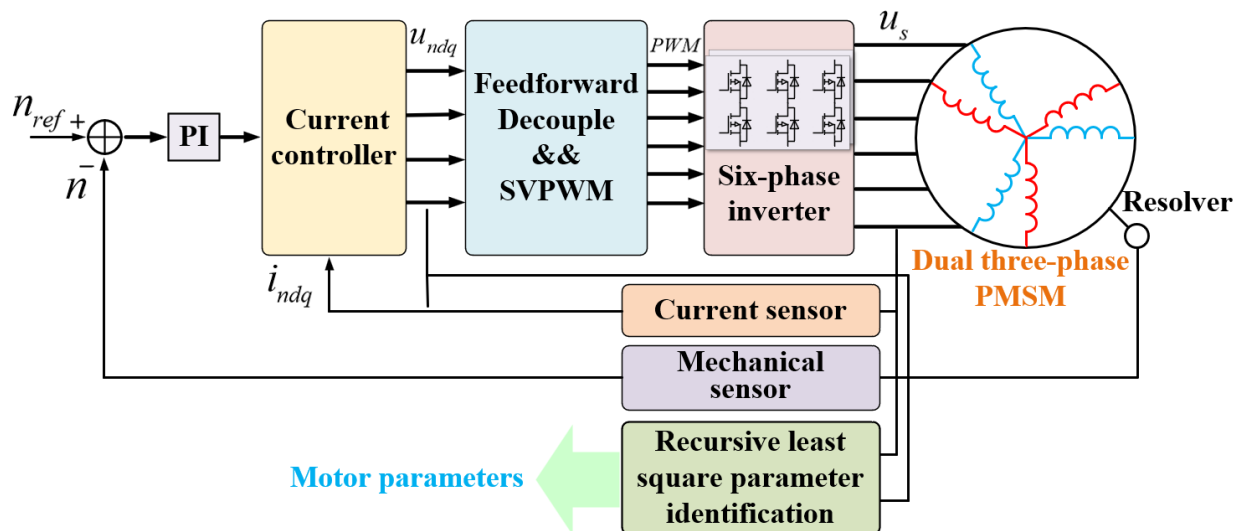 n_ref
+
-
n
PI
Current
controller
u_ndq
Feedforward
Decouple
&&
SVPWM
PWM
Six-phase
inverter
u_s
Resolver
Dual three-phase
PMSM
i_ndq
Current sensor
Mechanical
sensor
Recursive least
square parameter
identification
Motor parameters